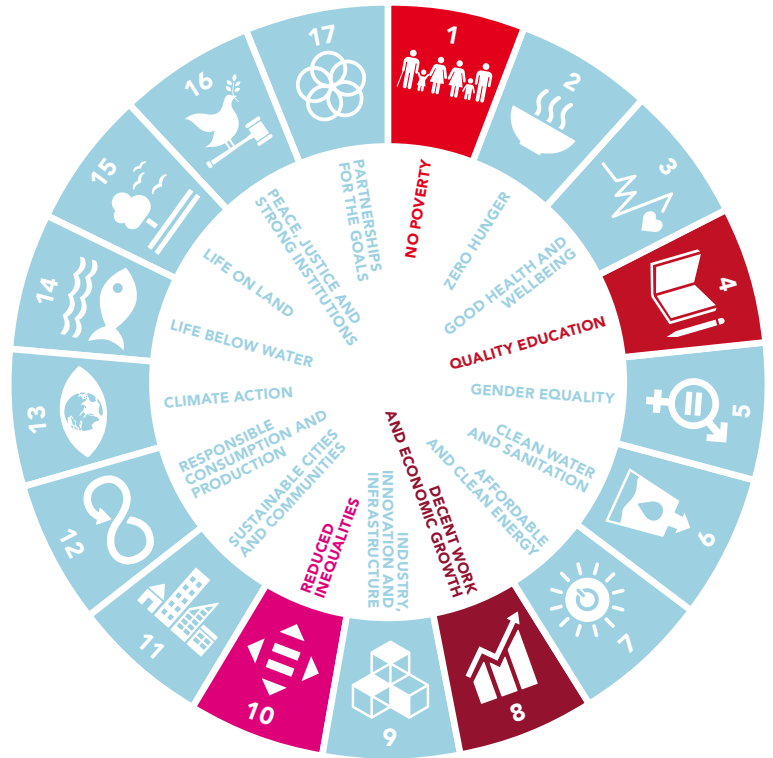 1
NO POVERTY
2
ZERO HUNGER
3
GOOD HEALTH AND
WELLBEING
4
QUALITY EDUCATION
5
GENDER EQUALITY
6
CLEAN WATER
AND SANITATION
7
AFFORDABLE
AND CLEAN ENERGY
8
DECENT WORK
AND ECONOMIC GROWTH
9
INDUSTRY,
INNOVATION AND
INFRASTRUCTURE
10
REDUCED
INEQUALITIES
11
SUSTAINABLE CITIES
AND COMMUNITIES
12
RESPONSIBLE
CONSUMPTION AND
PRODUCTION
13
CLIMATE ACTION
14
LIFE BELOW WATER
15
LIFE ON LAND
16
PEACE, JUSTICE AND
STRONG INSTITUTIONS
17
PARTNERSHIPS
FOR THE GOALS